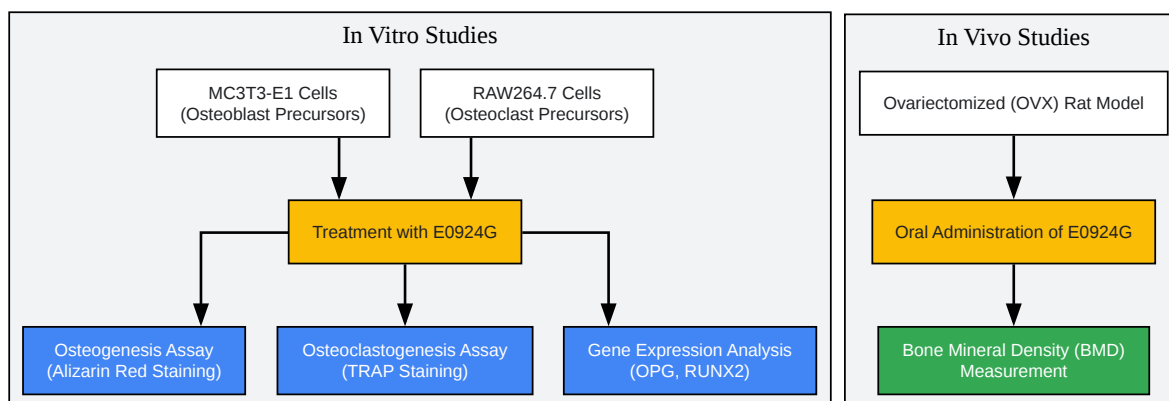 In Vitro Studies
MC3T3-E1 Cells
(Osteoblast Precursors)
RAW264.7 Cells
(Osteoclast Precursors)
Treatment with E0924G
Osteogenesis Assay
(Alizarin Red Staining)
Osteoclastogenesis Assay
(TRAP Staining)
Gene Expression Analysis
(OPG, RUNX2)
In Vivo Studies
Ovariectomized (OVX) Rat Model
Oral Administration of E0924G
Bone Mineral Density (BMD)
Measurement